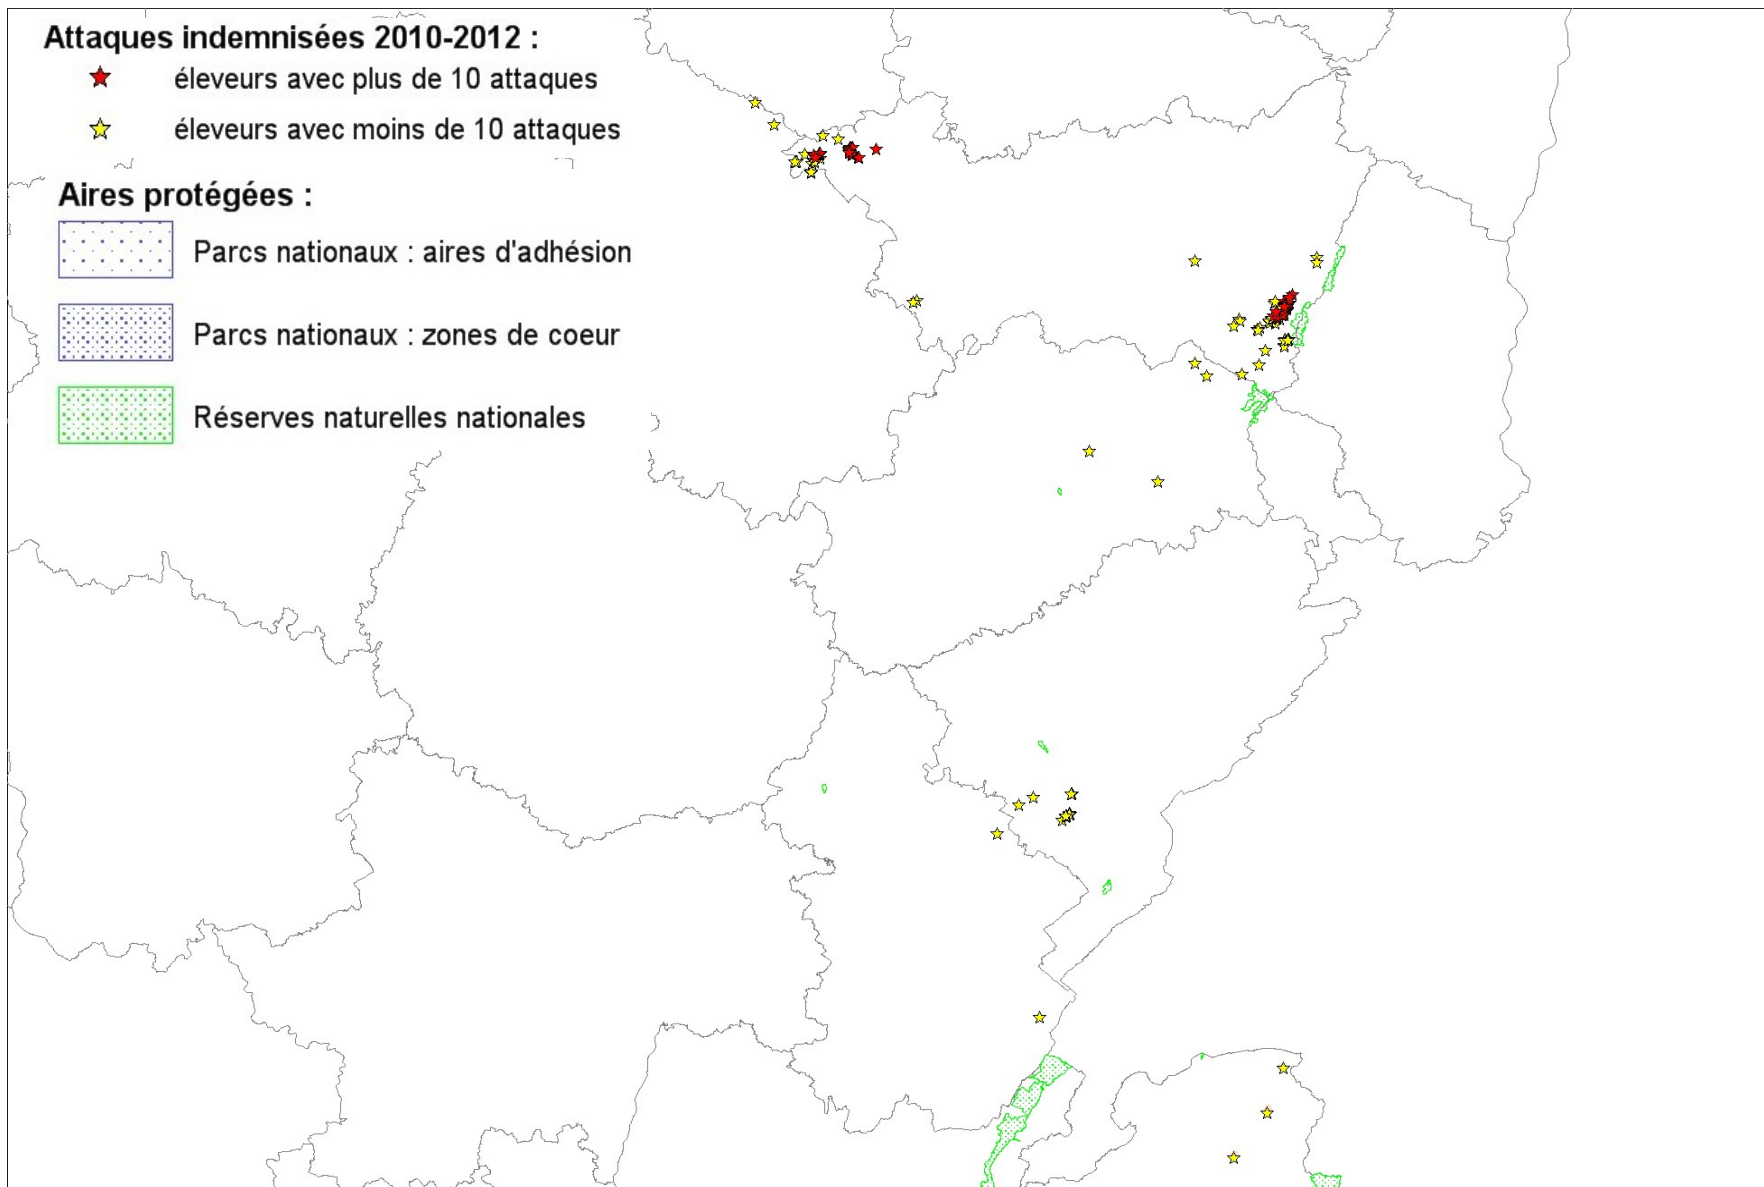 Attaques indemnisées 2010-2012 :
éleveurs avec plus de 10 attaques
éleveurs avec moins de 10 attaques
Aires protégées :
Parcs nationaux : aires d'adhésion
Parcs nationaux : zones de coeur
Réserves naturelles nationales